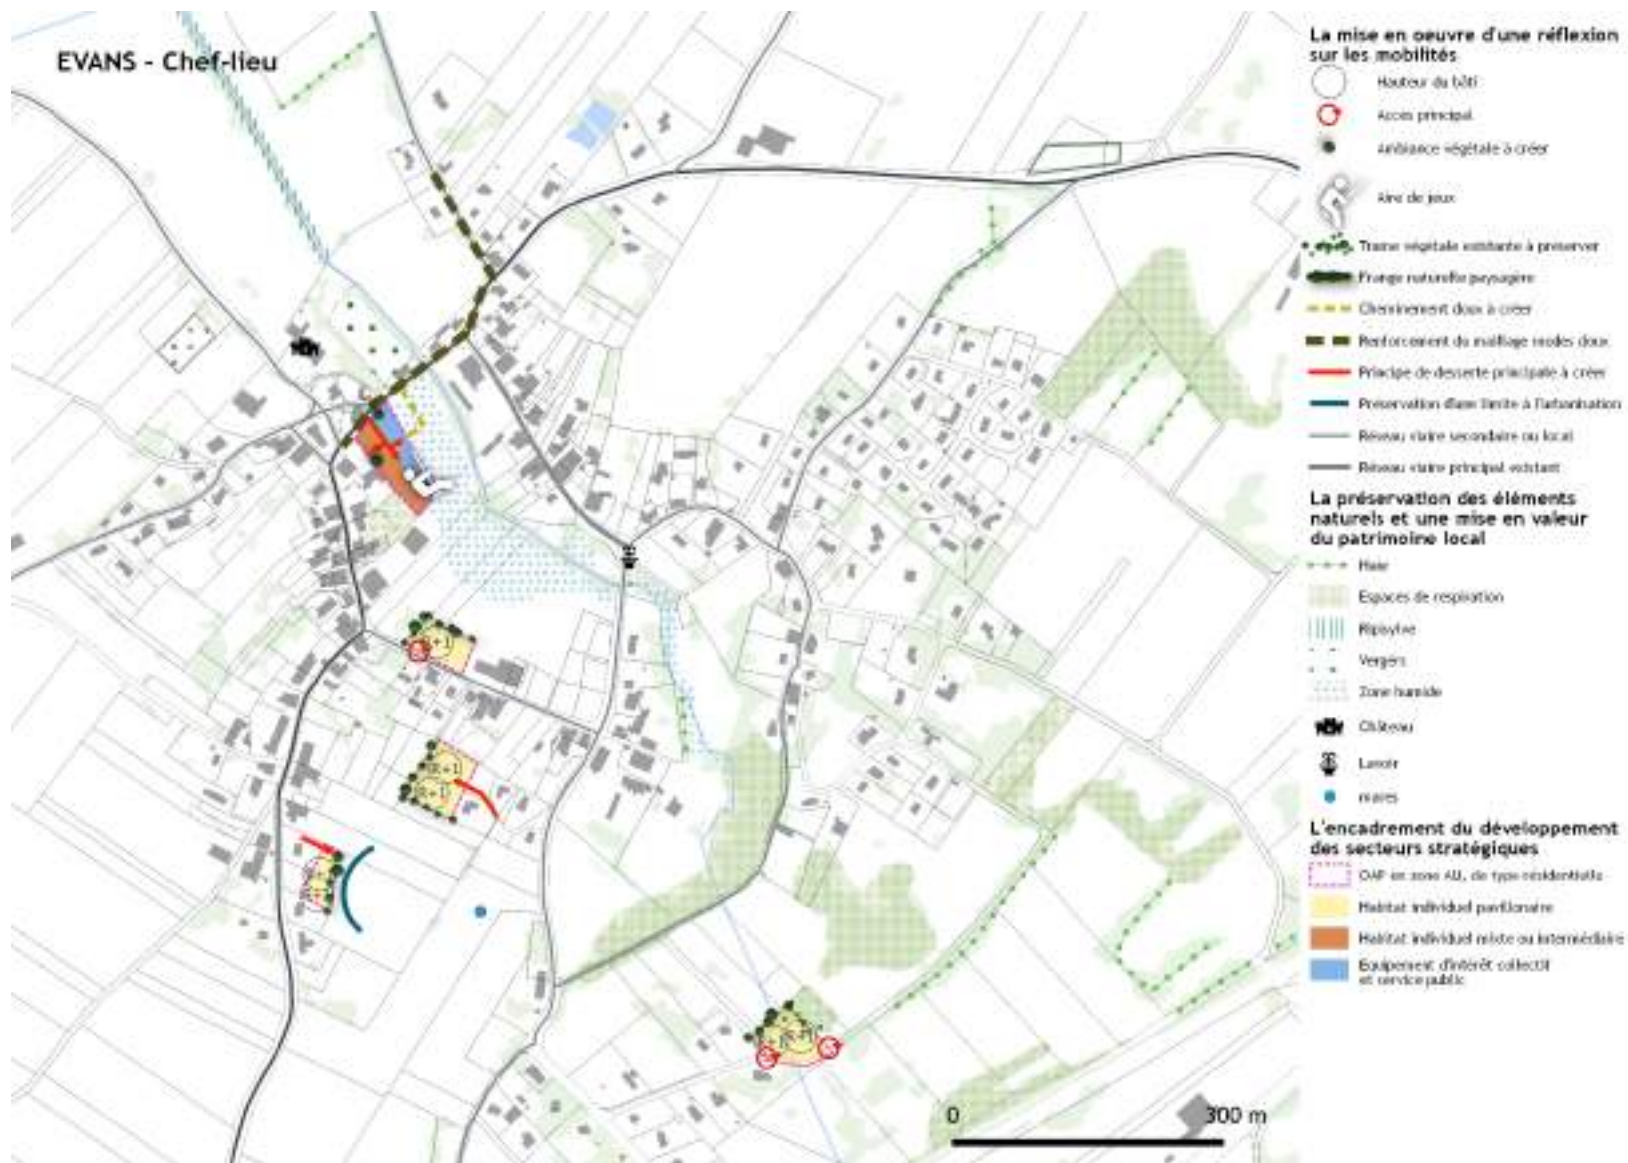 EVANS - Chef-lieu
La mise en oeuvre d'une réflexion
sur les mobilités
Hauteur du bâti
Accès principal
Ambiance végétale à créer
Aire de jeux
Trame végétale existante à préserver
Frange naturelle paysagère
Cheminement doux à créer
Renforcement du maillage modes doux
Principe de desserte principale à créer
Préservation d'une limite à l'urbanisation
Réseau viaire secondaire ou local
Réseau viaire principal existant
La préservation des éléments
naturels et une mise en valeur
du patrimoine local
Haie
Espaces de respiration
Ripisylve
Vergers
Zone humide
Château
Lavoir
mares
L'encadrement du développement
des secteurs stratégiques
OAP en zone AU, de type résidentielle
Habitat individuel pavillonaire
Habitat individuel mixte ou intermédiaire
Equipement d'intérêt collectif
et service public
R+1
R+1
0 300 m